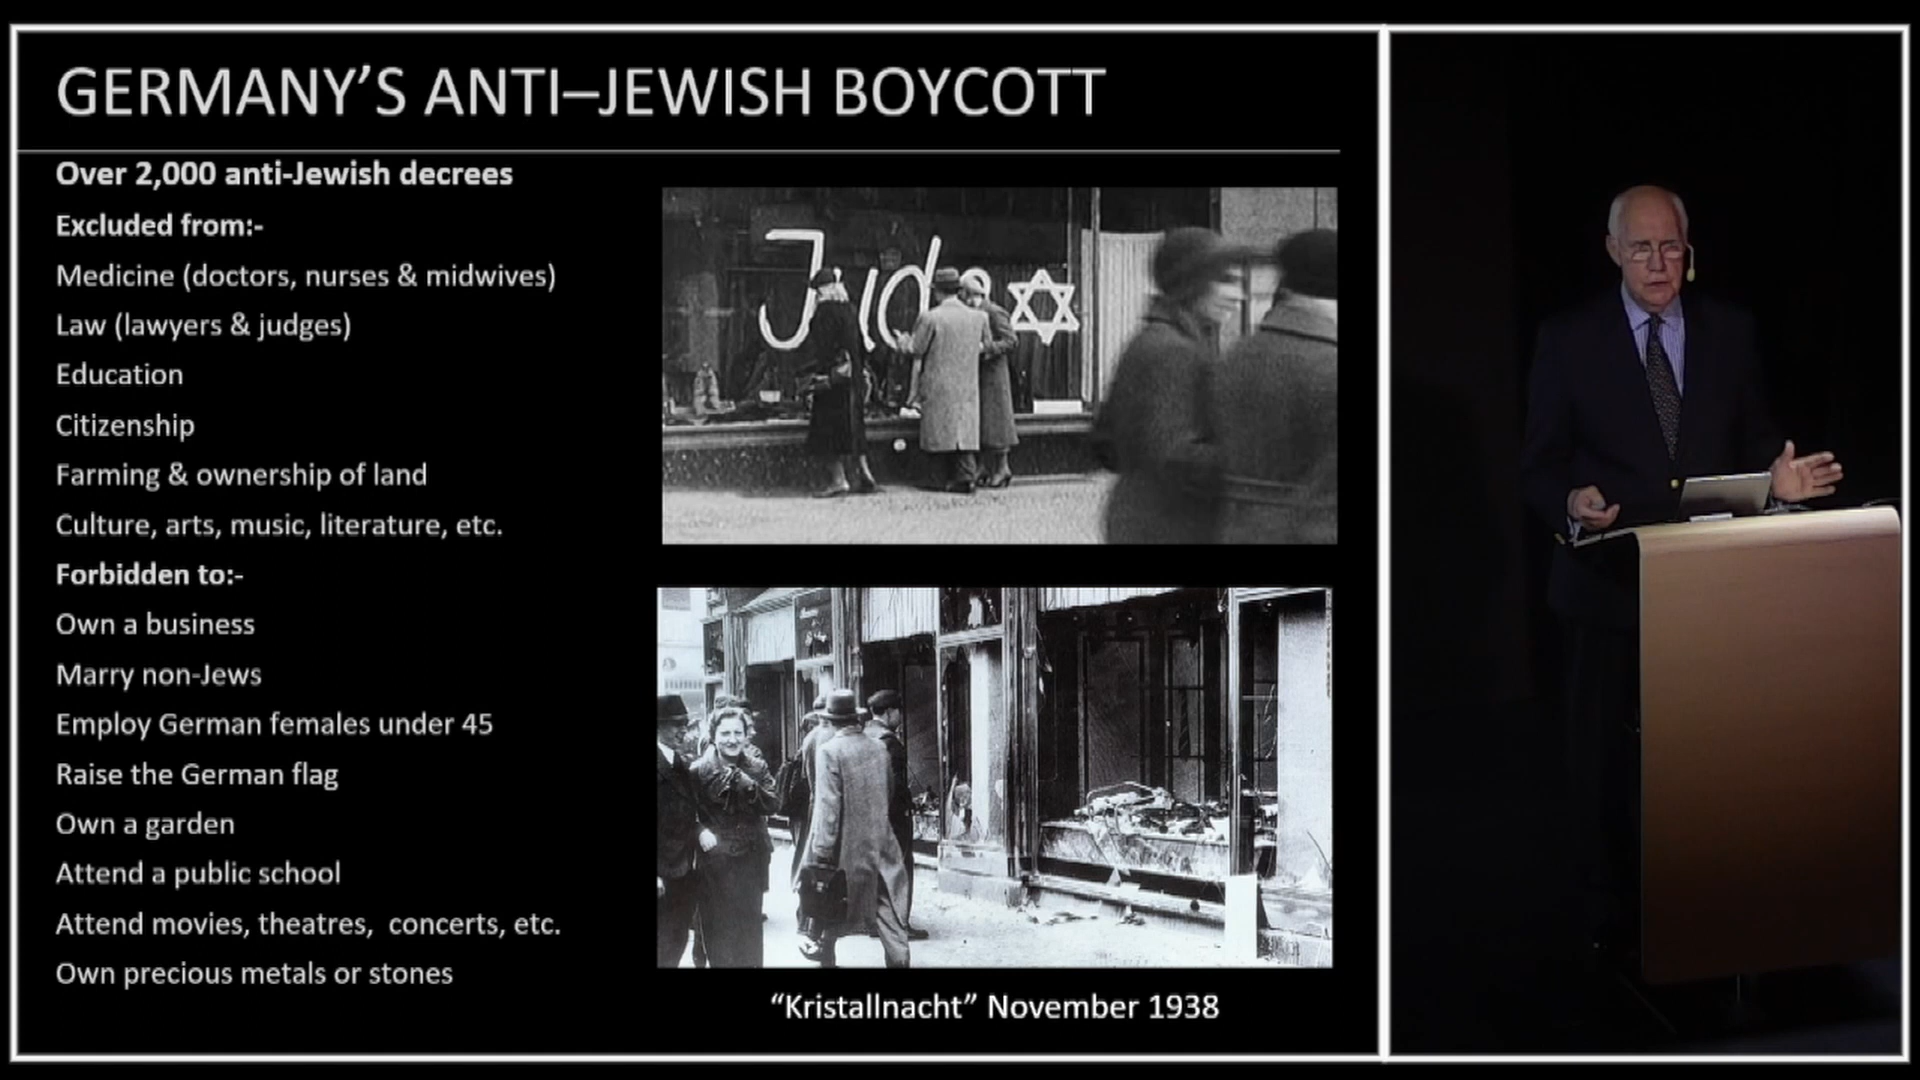 GERMANY’S ANTI–JEWISH BOYCOTT
Over 2,000 anti-Jewish decrees
Excluded from:-
Medicine (doctors, nurses & midwives)
Law (lawyers & judges)
Education
Citizenship
Farming & ownership of land
Culture, arts, music, literature, etc.
Forbidden to:-
Own a business
Marry non-Jews
Employ German females under 45
Raise the German flag
Own a garden
Attend a public school
Attend movies, theatres,  concerts, etc.
Own precious metals or stones
Jude
“Kristallnacht” November 1938